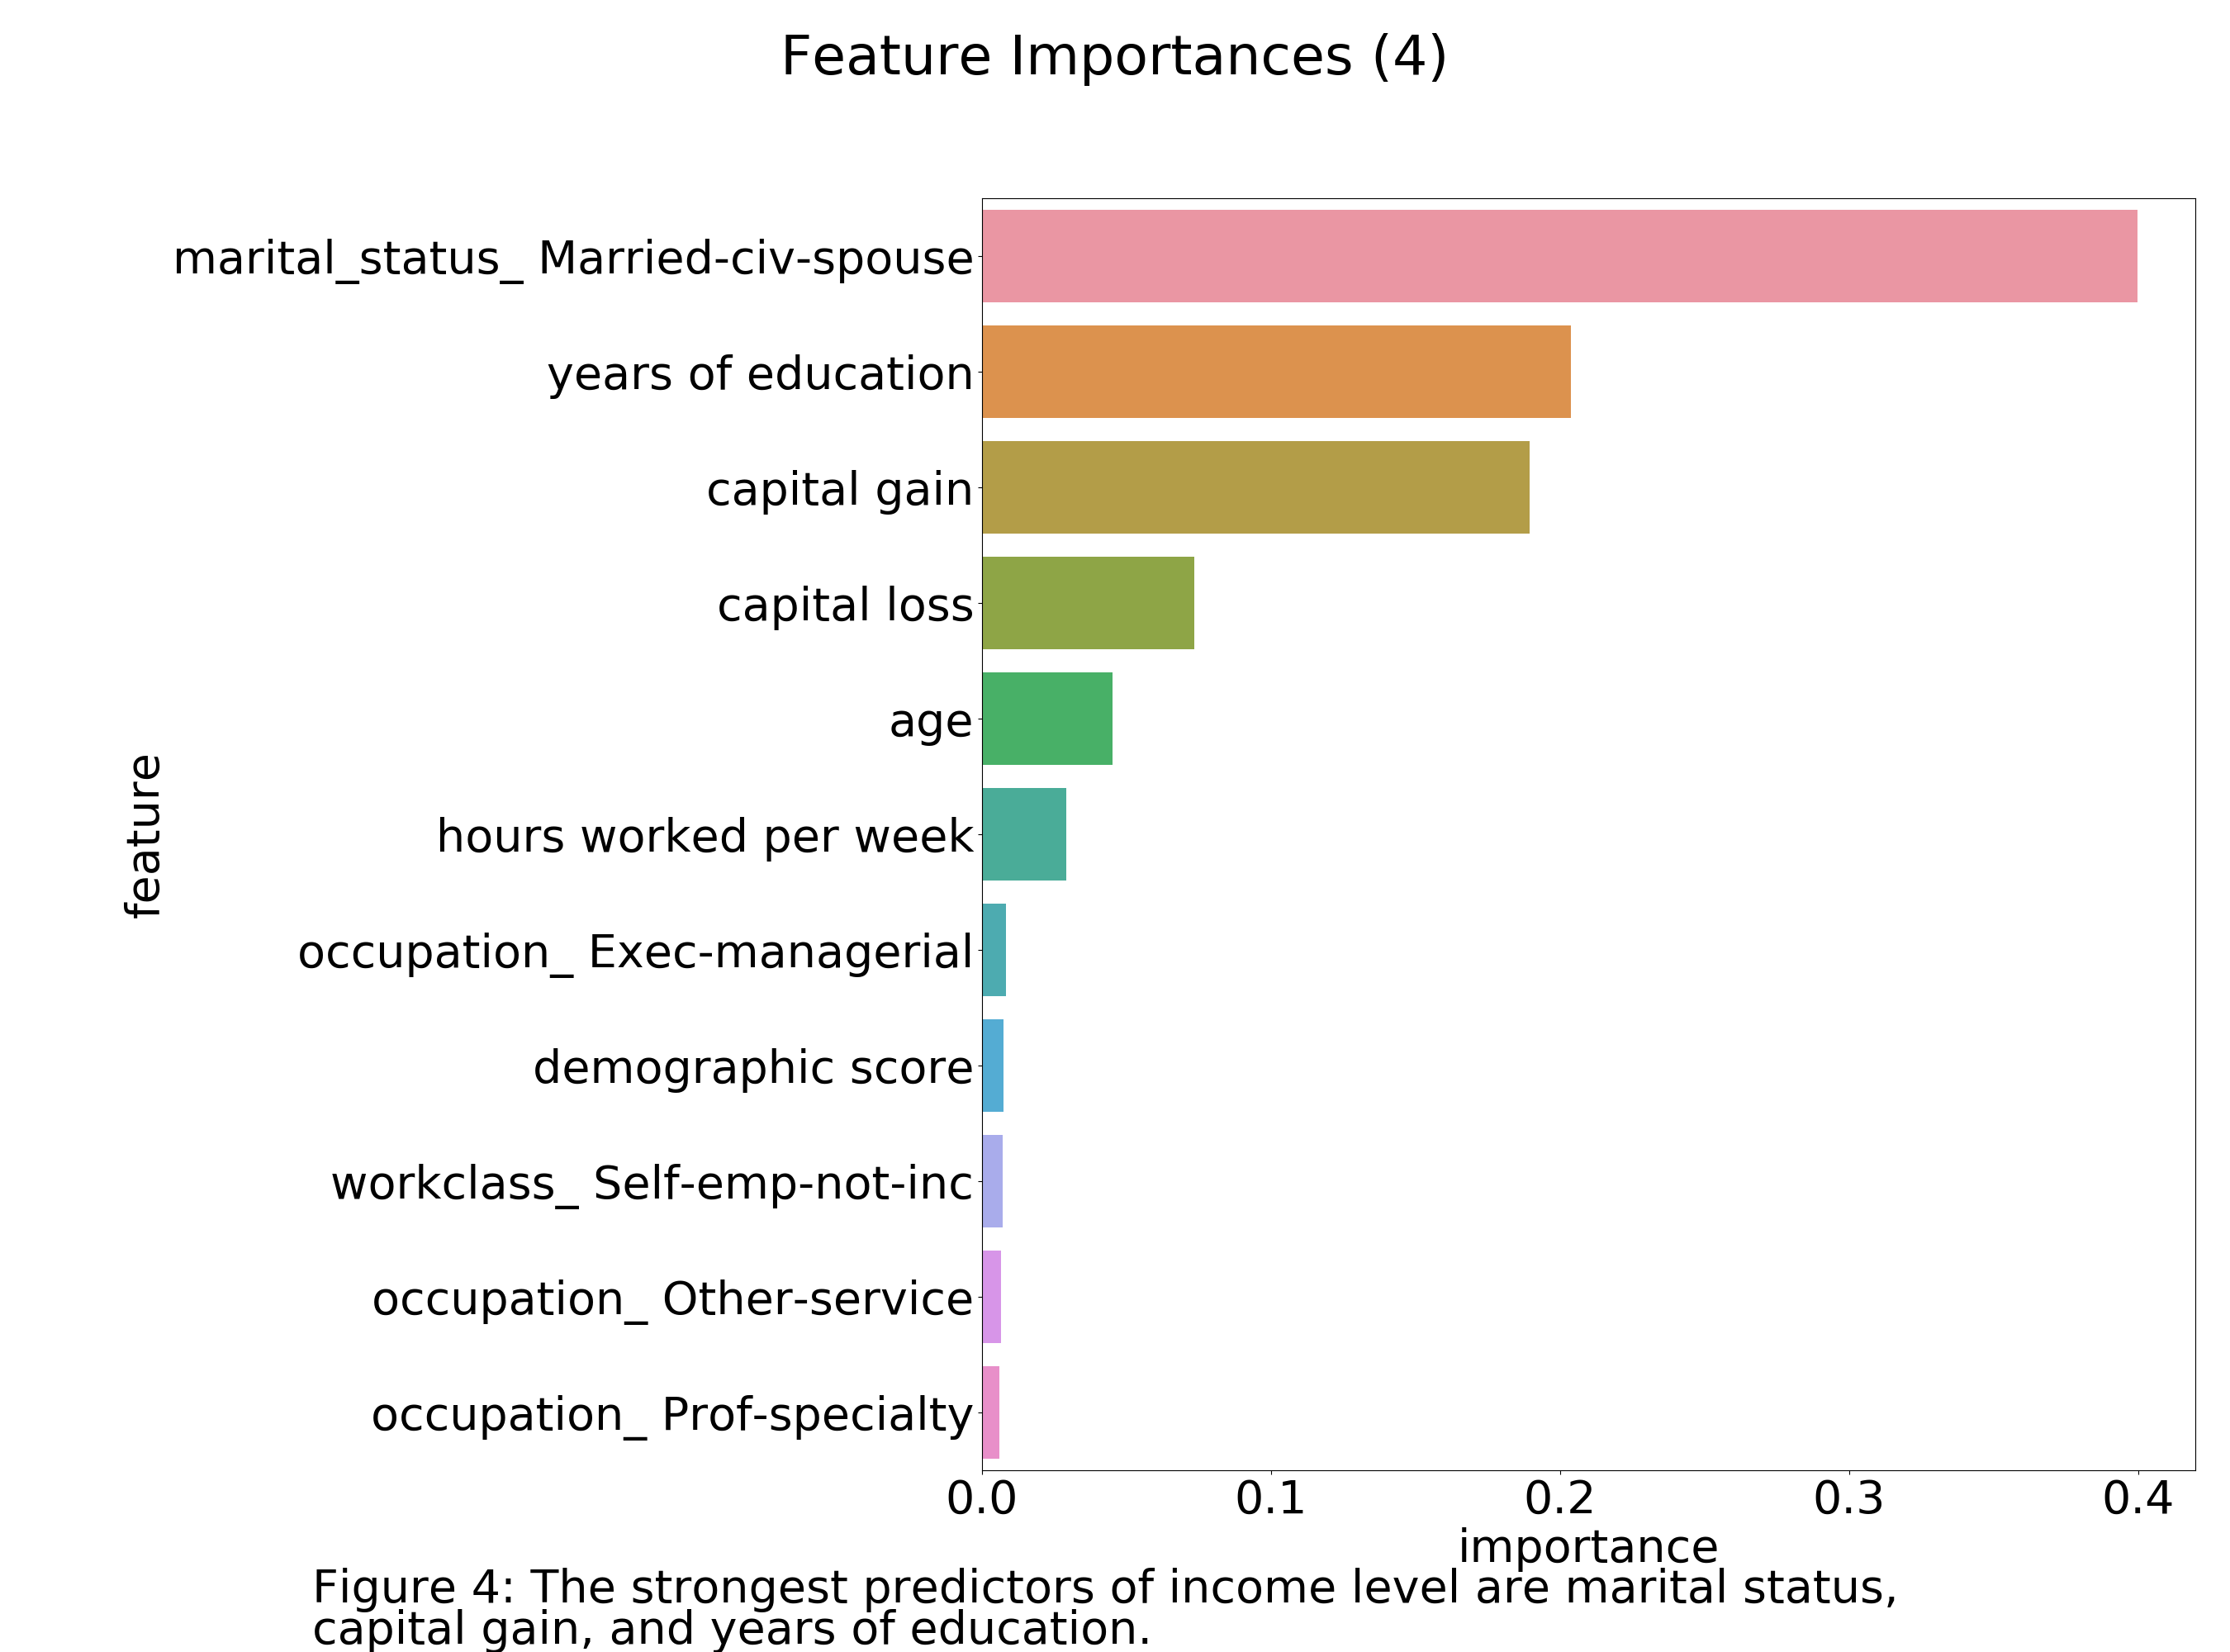 Feature Importances (4)
marital_status_ Married-civ-spouse
years of education
capital gain
capital loss
age
hours worked per week
occupation_ Exec-managerial
demographic score
workclass_ Self-emp-not-inc
occupation_ Other-service
occupation_ Prof-specialty
feature
0.0 0.1 0.2 0.3 0.4
importance
Figure 4: The strongest predictors of income level are marital status,
capital gain, and years of education.